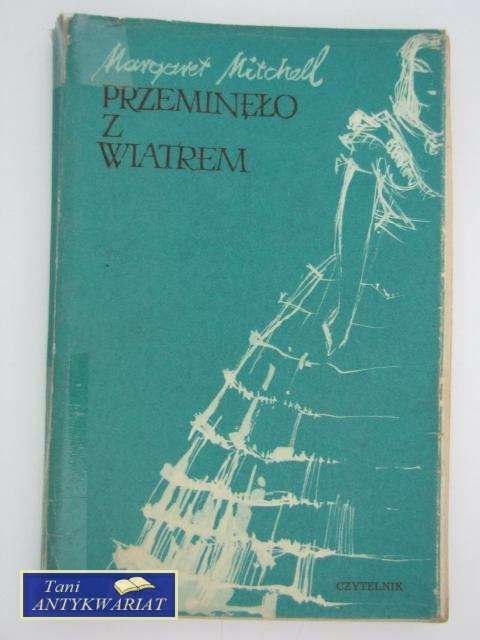 Margaret Mitchell
PRZEMINĘŁO
Z
WIATREM
CZYTELNIK
Tani
ANTYKWARIAT